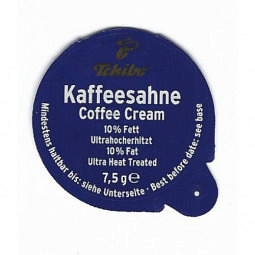 Tchibo
Kaffeesahne
Coffee Cream
10% Fett
Ultrahocherhitzt
10% Fat
Ultra Heat Treated
7,5 g℮
Mindestens haltbar bis: siehe Unterseite · Best before date: see base